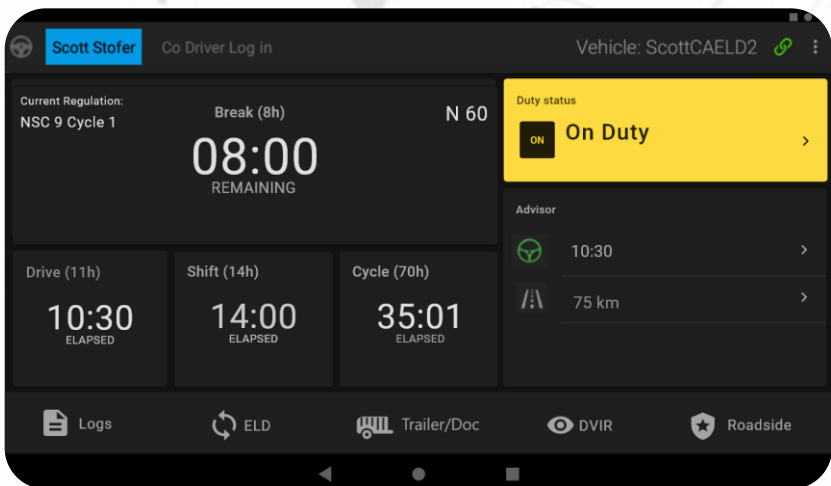 Scott Stofer
Co Driver Log in
Vehicle: ScottCAELD2
Current Regulation:
NSC 9 Cycle 1
Break (8h)
N 60
08:00
REMAINING
Duty status
ON
On Duty
Advisor
10:30
75 km
Drive (11h)
10:30
ELAPSED
Shift (14h)
14:00
ELAPSED
Cycle (70h)
35:01
ELAPSED
Logs
ELD
Trailer/Doc
DVIR
Roadside